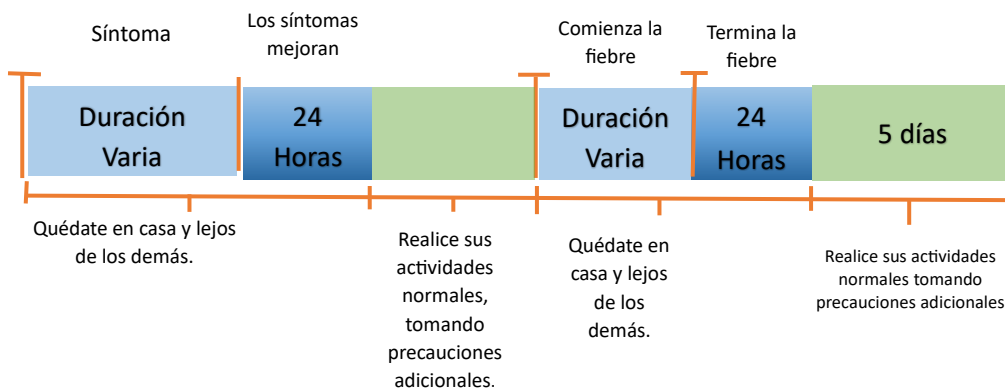 Síntoma
Los síntomas
mejoran
Comienza la
fiebre
Termina la
fiebre
Duración
Varia
24
Horas
Duración
Varia
24
Horas
5 días
Quédate en casa y lejos
de los demás.
Realice sus
actividades
normales,
tomando
precauciones
adicionales.
Quédate en
casa y lejos
de los
demás.
Realice sus actividades
normales tomando
precauciones adicionales